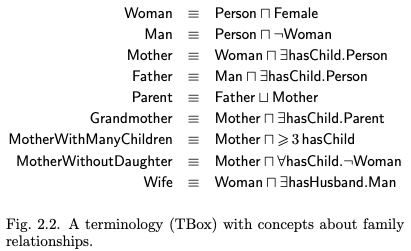 Woman ≡ Person ⊓ Female
Man ≡ Person ⊓ ¬Woman
Mother ≡ Woman ⊓ ∃hasChild.Person
Father ≡ Man ⊓ ∃hasChild.Person
Parent ≡ Father ⊔ Mother
Grandmother ≡ Mother ⊓ ∃hasChild.Parent
MotherWithManyChildren ≡ Mother ⊓ ⩾ 3 hasChild
MotherWithoutDaughter ≡ Mother ⊓ ∀hasChild.¬Woman
Wife ≡ Woman ⊓ ∃hasHusband.Man
Fig. 2.2. A terminology (TBox) with concepts about family
relationships.